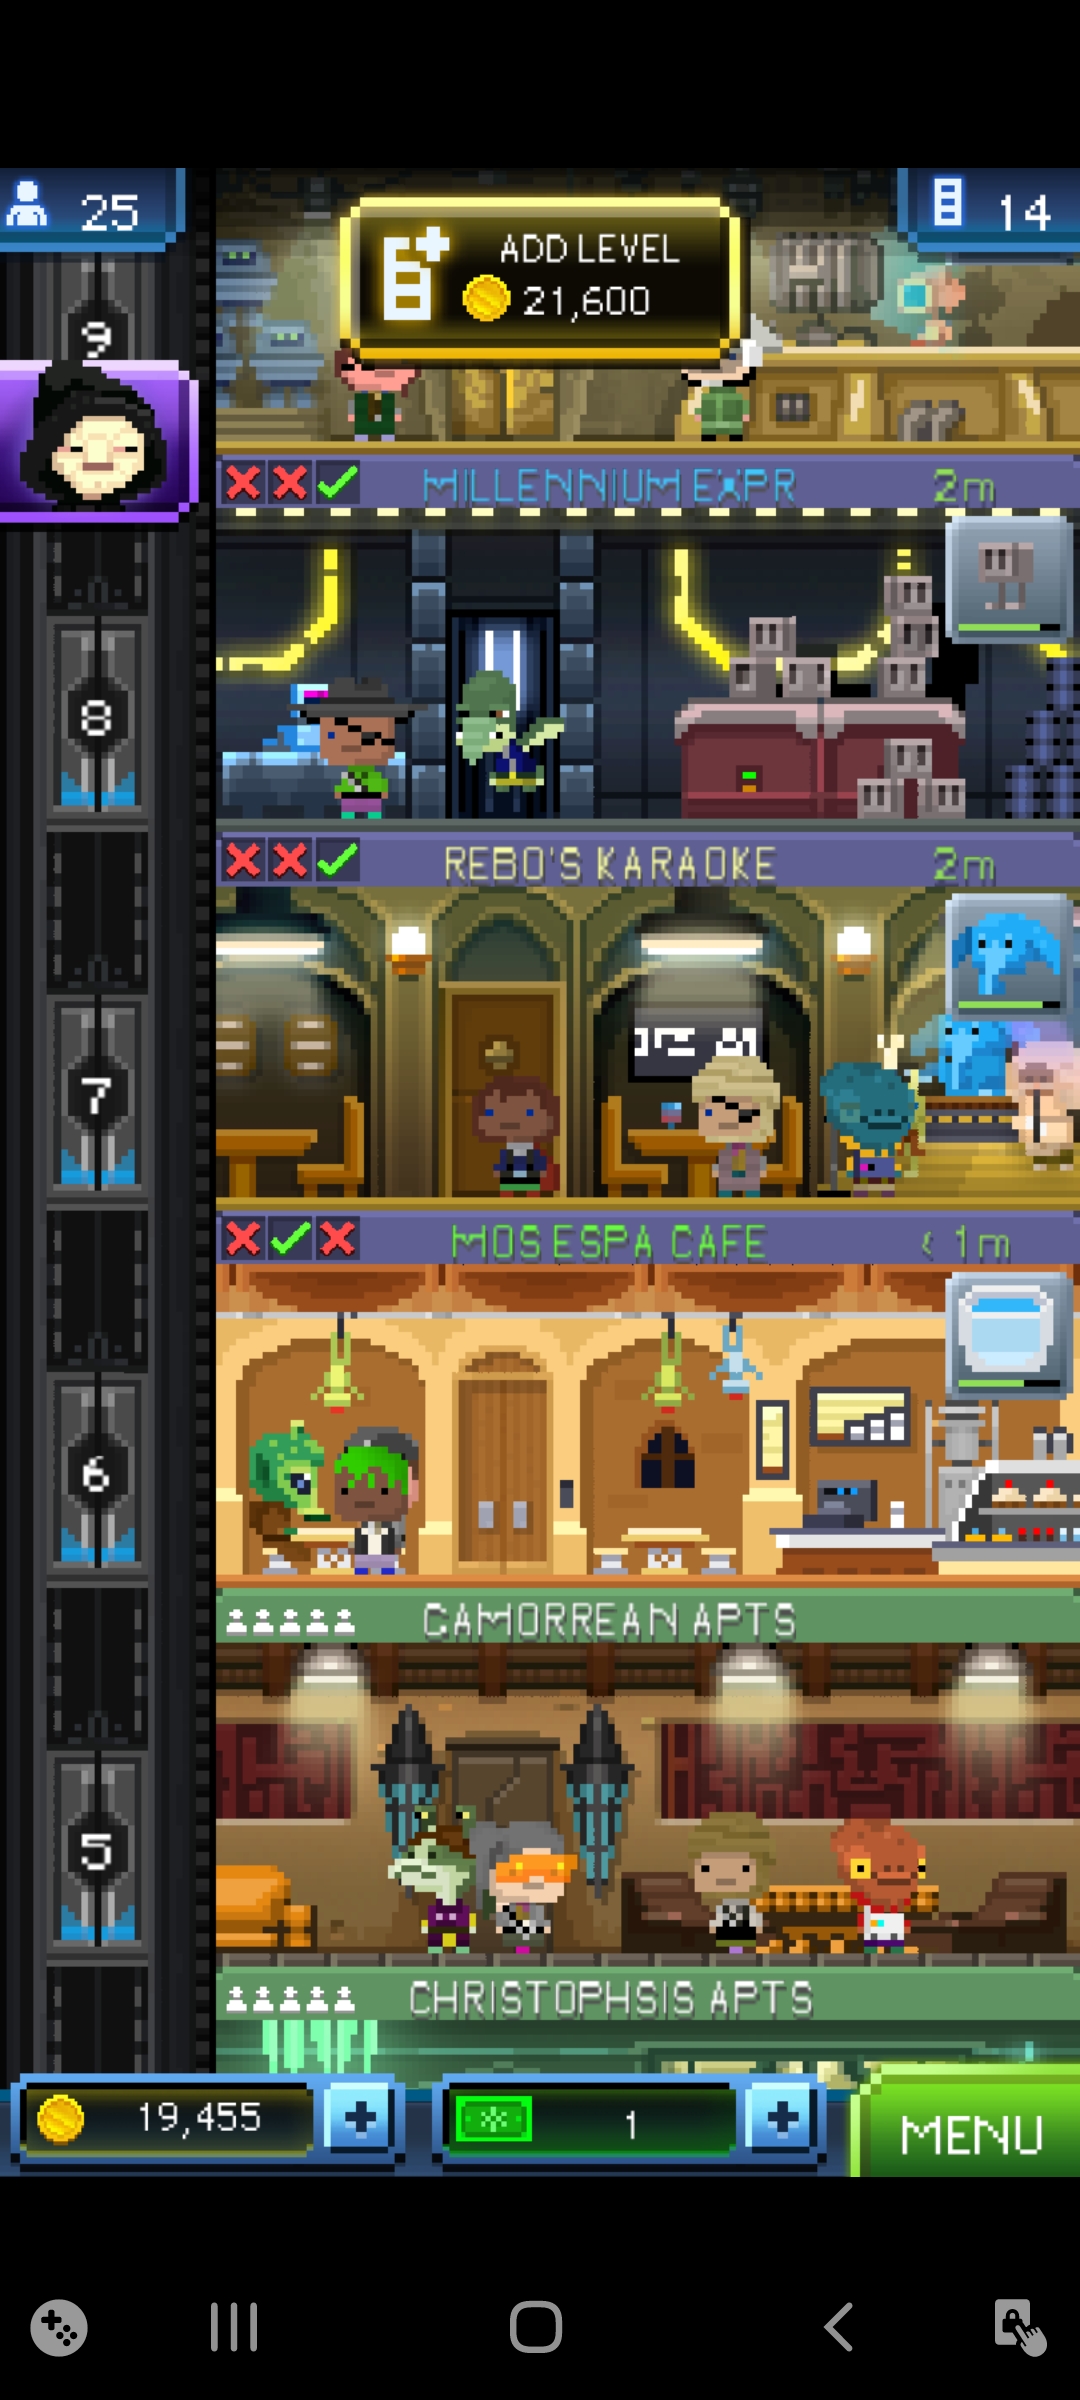 25
14
ADD LEVEL
21,600
9
MILLENNIUM EXPR 2m
8
REBO'S KARAOKE 2m
7
MOS ESPA CAFE < 1m
6
CAMORREAN APTS
5
CHRISTOPHSIS APTS
19,455
1
MENU